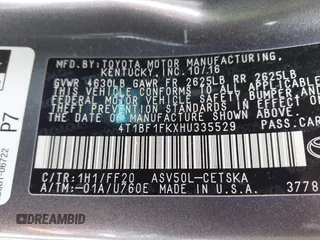 MFD.BY:TOYOTA MOTOR MANUFACTURING,
KENTUCKY,INC. 10/16
GVWR 4630LB GAWR FR 2625LB RR 2625LB
THIS VEHICLE CONFORMS TO ALL APPLICABLE
FEDERAL MOTOR VEHICLE SAFETY, BUMPER, AND
THEFT PREVENTION STANDARDS IN EFFECT ON
THE DATE OF MANUFACTURE SHOWN ABOVE.
4T1BF1FKXHU335529
C/TR:1H1/FF20 ASV50L-CETSKA
A/TM:-01A/U760E MADE IN U.S.A.
3778
P7
DREAMBID